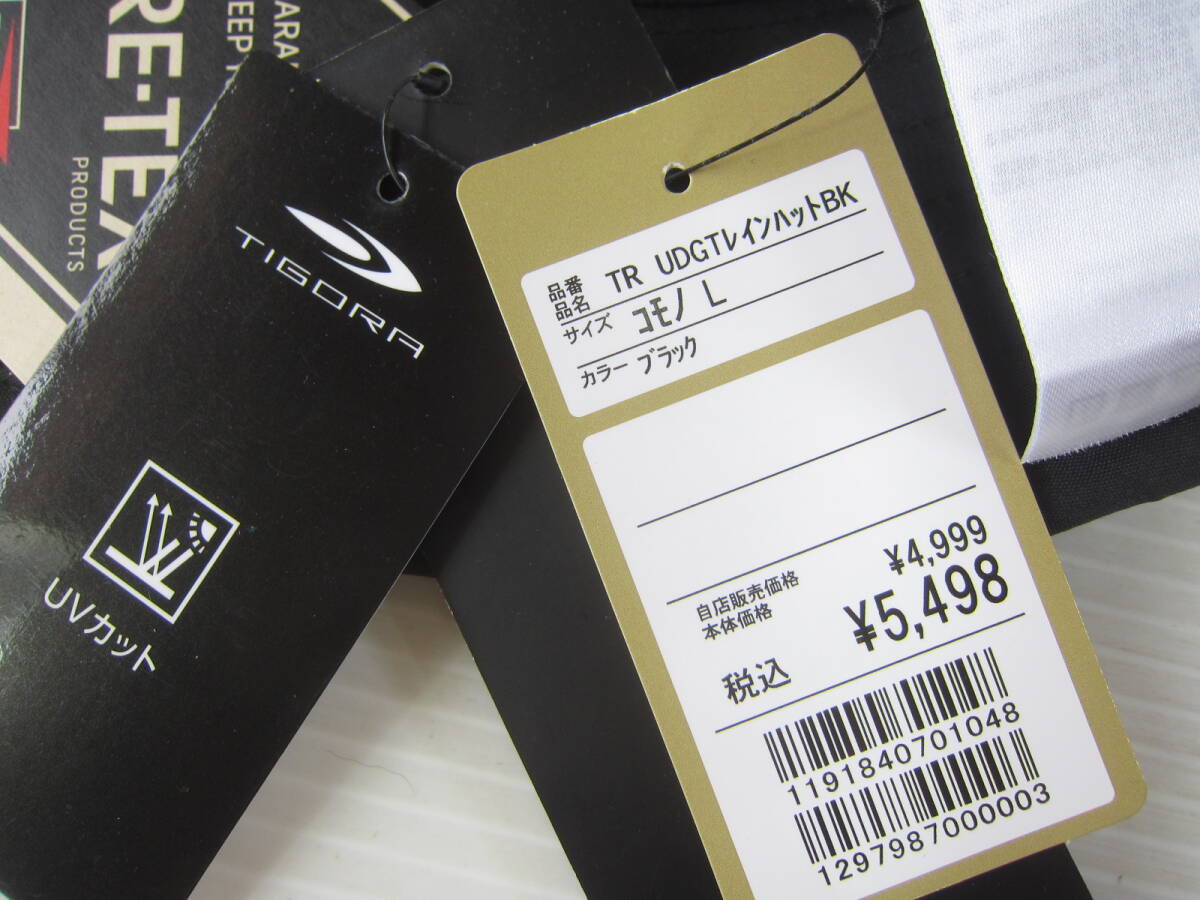 RE-TEX
PRODUCTS
TIGORA
UVカット
品番
品名 TR UDGTレインハットBK
サイズ コモノ L
カラー ブラック
自店販売価格
本体価格 ¥4,999
税込 ¥5,498
1191840701048
1297987000003